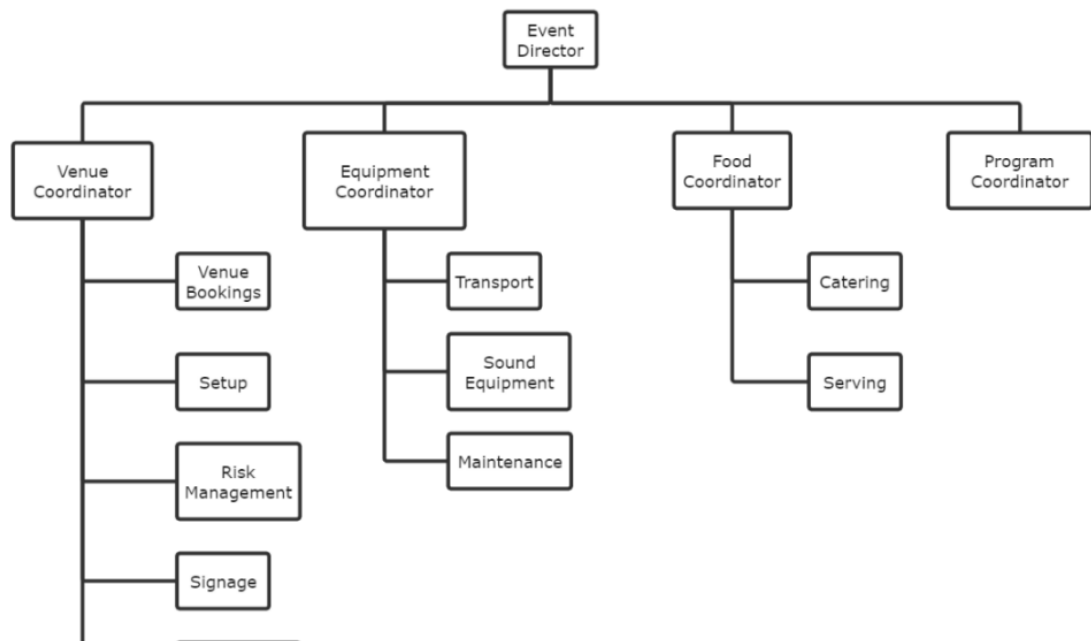 Event
Director
Venue
Coordinator
Equipment
Coordinator
Food
Coordinator
Program
Coordinator
Venue
Bookings
Transport
Catering
Sound
Equipment
Setup
Serving
Risk
Management
Maintenance
Signage